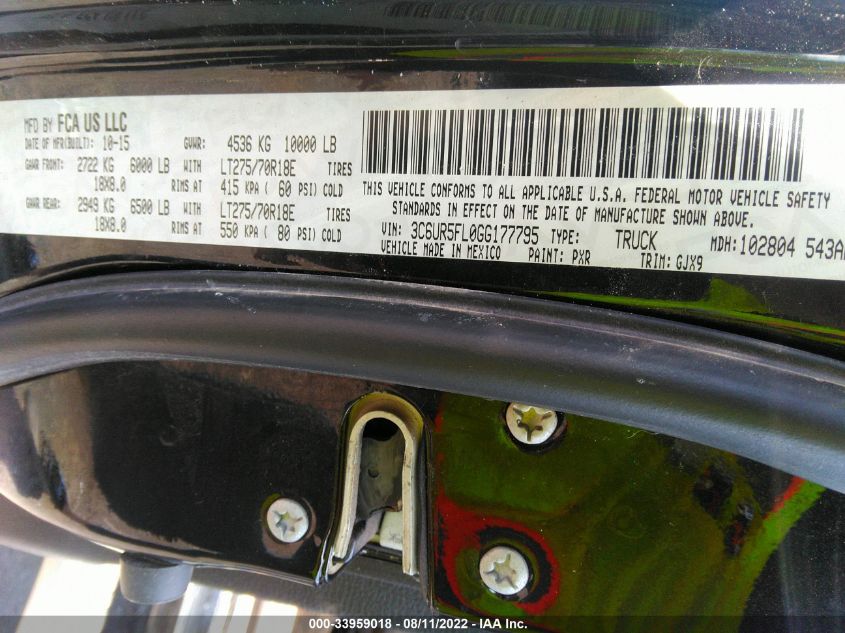 MFD BY FCA US LLC
DATE OF MFR(BUILT): 10-15 GVWR: 4536 KG 10000 LB
GAWR FRONT: 2722 KG 6000 LB WITH LT275/70R18E TIRES
18X8.0 RIMS AT 415 KPA ( 60 PSI) COLD
GAWR REAR: 2949 KG 6500 LB WITH LT275/70R18E TIRES
18X8.0 RIMS AT 550 KPA ( 80 PSI) COLD
THIS VEHICLE CONFORMS TO ALL APPLICABLE U.S.A. FEDERAL MOTOR VEHICLE SAFETY
STANDARDS IN EFFECT ON THE DATE OF MANUFACTURE SHOWN ABOVE.
VIN: 3C6UR5FL0GG177795 TYPE: TRUCK MDH: 102804 543A
VEHICLE MADE IN MEXICO PAINT: PXR TRIM: GJX9
000-33959018 - 08/11/2022 - IAA Inc.